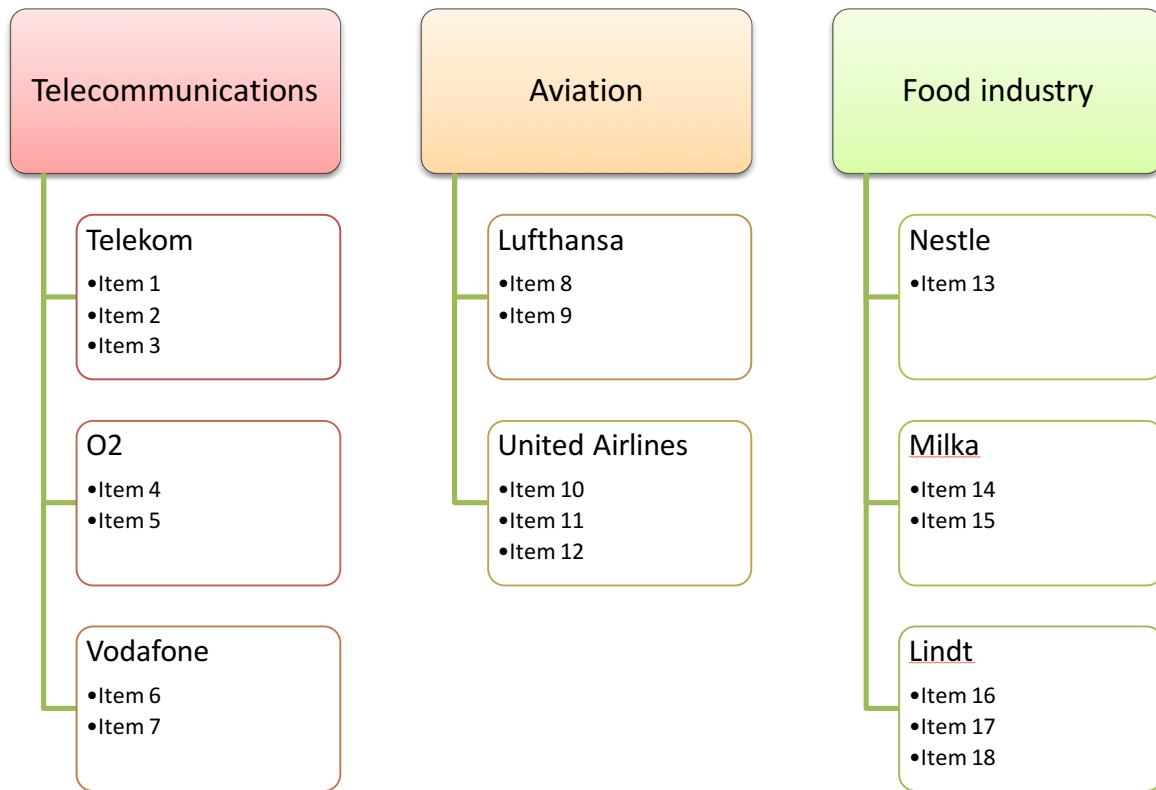 Telecommunications
Telekom
•Item 1
•Item 2
•Item 3
O2
•Item 4
•Item 5
Vodafone
•Item 6
•Item 7
Aviation
Lufthansa
•Item 8
•Item 9
United Airlines
•Item 10
•Item 11
•Item 12
Food industry
Nestle
•Item 13
Milka
•Item 14
•Item 15
Lindt
•Item 16
•Item 17
•Item 18